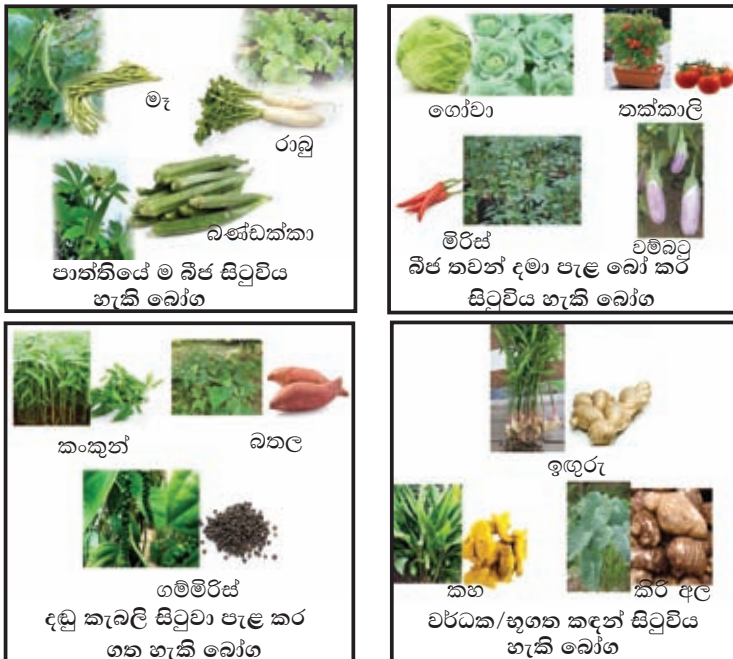 මෑ
රාබු
බණ්ඩක්කා
පාත්තියේ ම බීජ සිටුවිය
හැකි බෝග
ගෝවා
තක්කාලි
මිරිස්
වම්බටු
බීජ තවන් දමා පැළ බෝ කර
සිටුවිය හැකි බෝග
කංකුන්
බතල
ගම්මිරිස්
දඬු කැබලි සිටුවා පැළ කර
ගත හැකි බෝග
ඉඟුරු
කහ
කිරි අල
වර්ධක/භූගත කඳන් සිටුවිය
හැකි බෝග